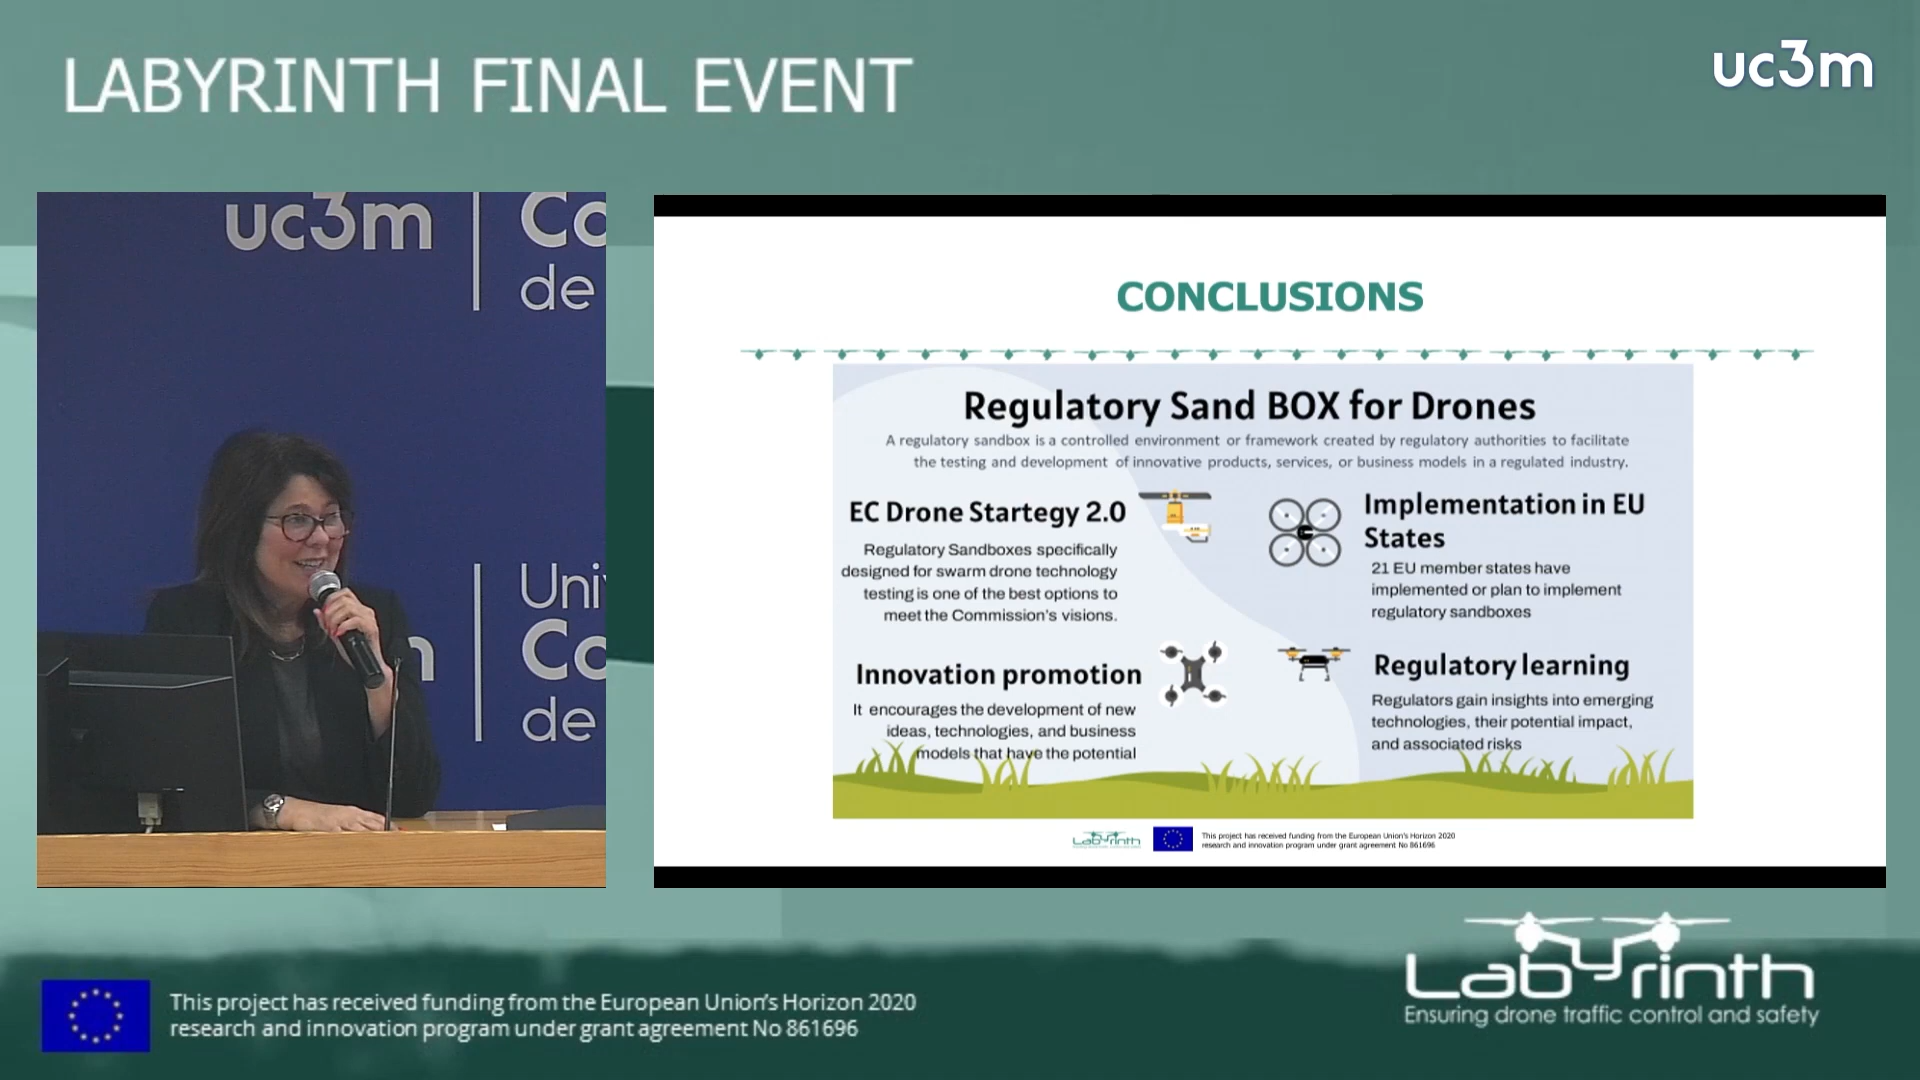 LABYRINTH FINAL EVENT
uc3m
uc3m
Co
de
Uni
Co
de
CONCLUSIONS
Regulatory Sand BOX for Drones
A regulatory sandbox is a controlled environment or framework created by regulatory authorities to facilitate
the testing and development of innovative products, services, or business models in a regulated industry.
EC Drone Startegy 2.0
Regulatory Sandboxes specifically
designed for swarm drone technology
testing is one of the best options to
meet the Commission's visions.
Implementation in EU
States
21 EU member states have
implemented or plan to implement
regulatory sandboxes
Innovation promotion
It encourages the development of new
ideas, technologies, and business
models that have the potential
Regulatory learning
Regulators gain insights into emerging
technologies, their potential impact,
and associated risks
Labyrinth
This project has received funding from the European Union's Horizon 2020
research and innovation program under grant agreement No 861696
This project has received funding from the European Union's Horizon 2020
research and innovation program under grant agreement No 861696
Labyrinth
Ensuring drone traffic control and safety